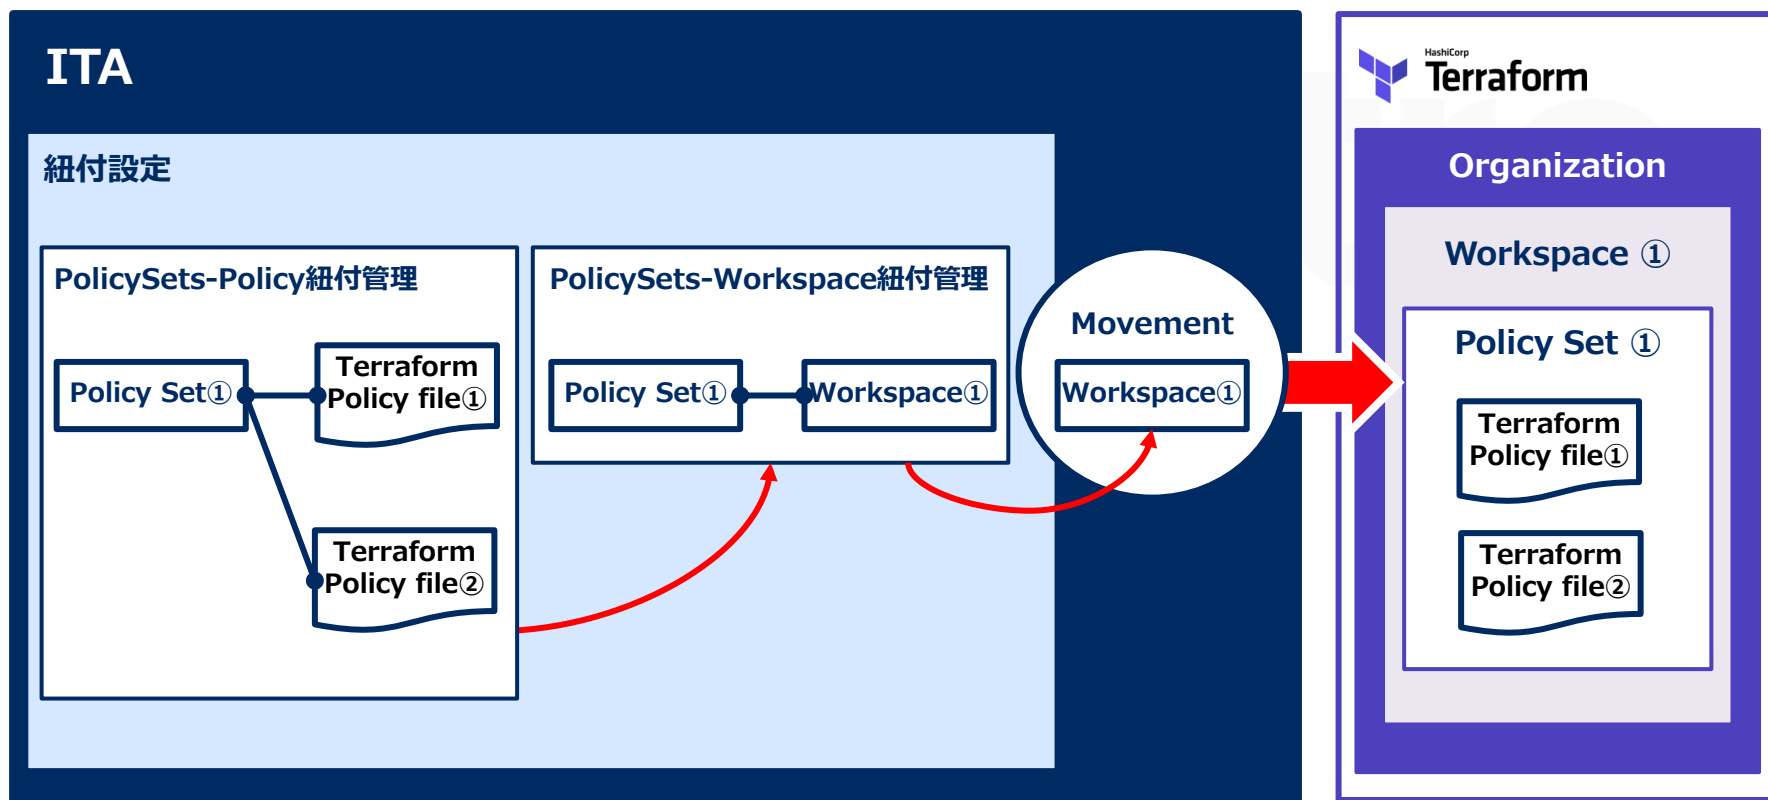 ITA
紐付設定
PolicySets-Policy紐付管理
Policy Set①
Terraform
Policy file①
Terraform
Policy file②
PolicySets-Workspace紐付管理
Policy Set①
Workspace①
Movement
Workspace①
HashiCorp
Terraform
Organization
Workspace ①
Policy Set ①
Terraform
Policy file①
Terraform
Policy file②